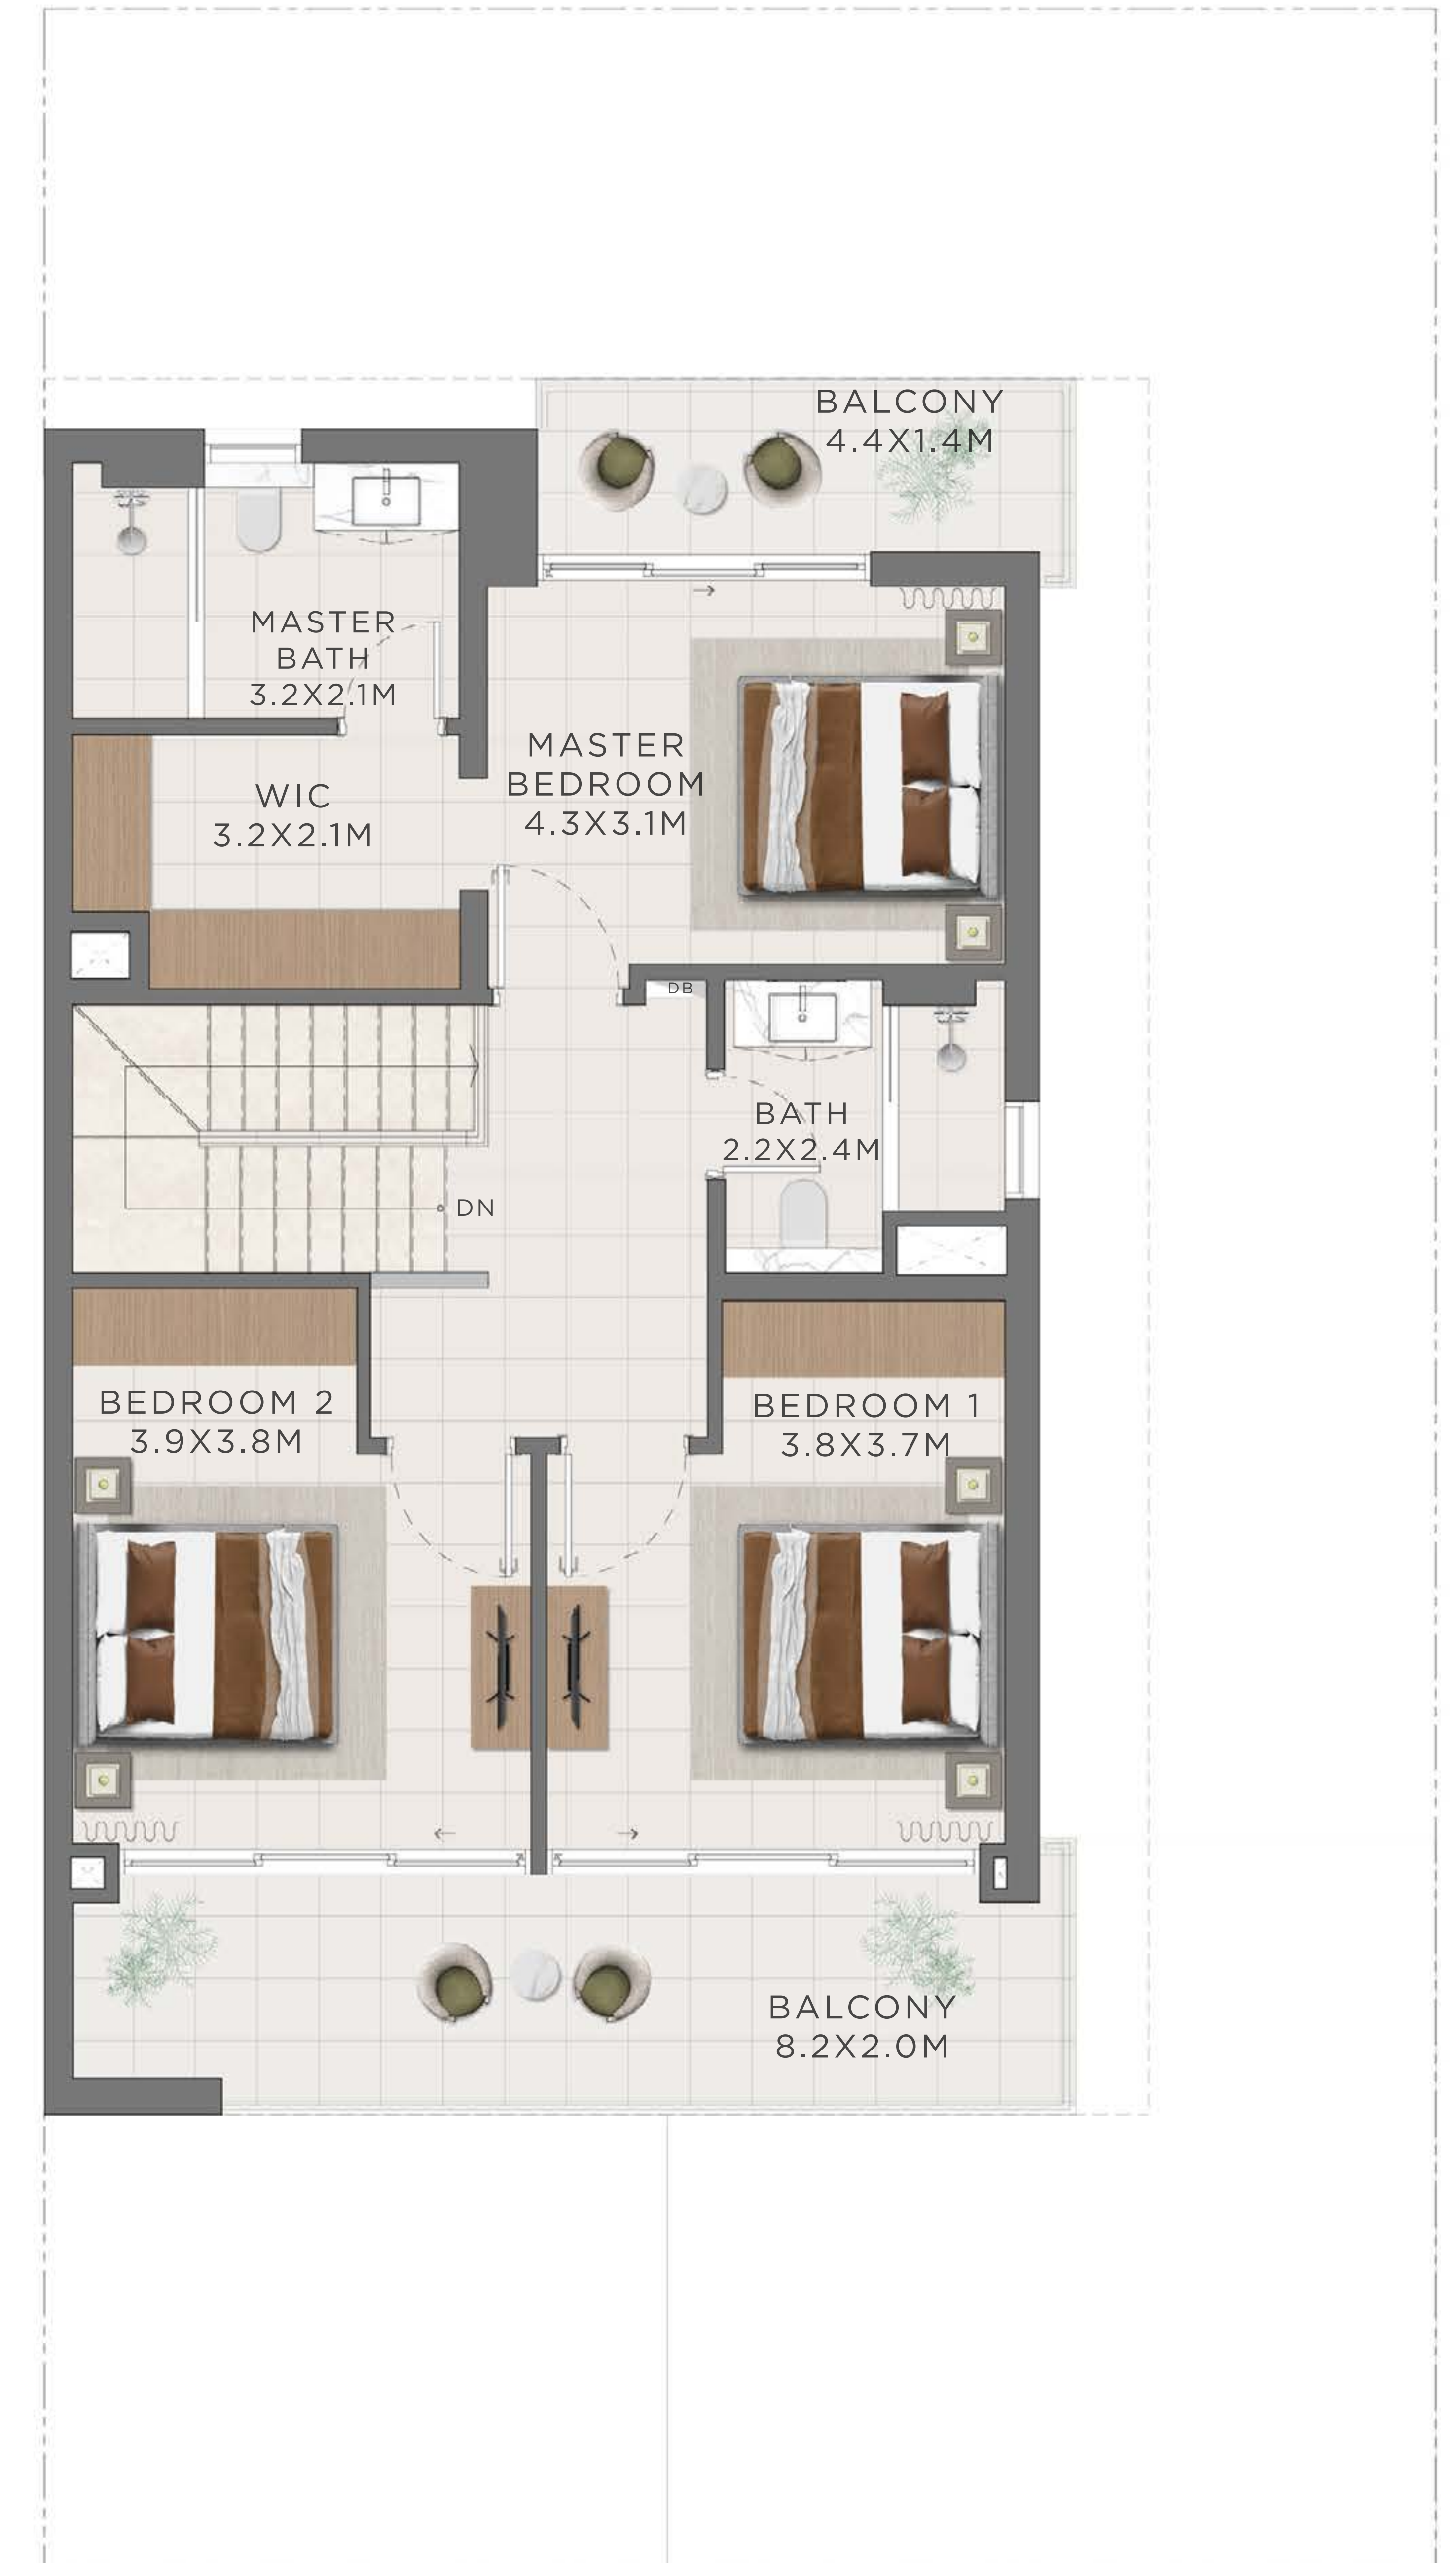 BALCONY
4.4X1.4M
MASTER
BATH
3.2X2.1M
MASTER
BEDROOM
4.3X3.1M
WIC
3.2X2.1M
DB
BATH
2.2X2.4M
DN
BEDROOM 2
3.9X3.8M
BEDROOM 1
3.8X3.7M
BALCONY
8.2X2.0M